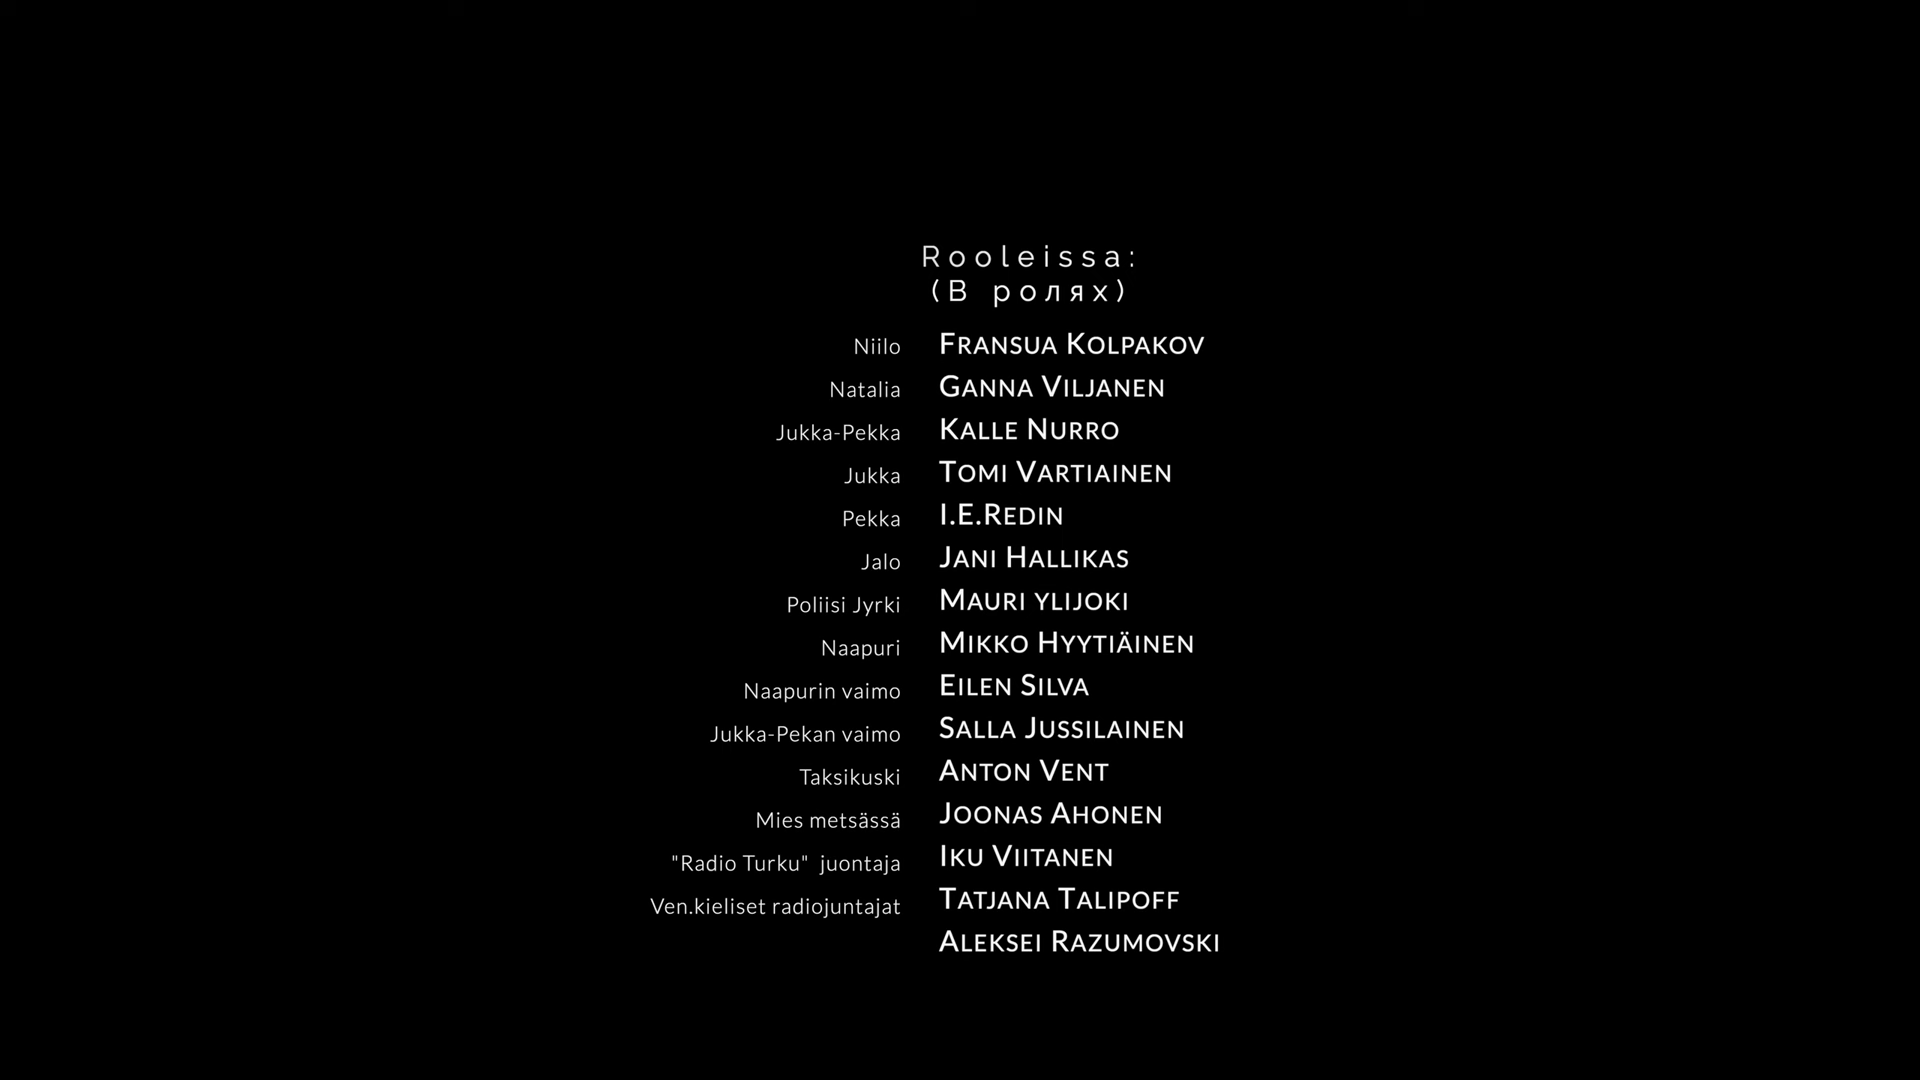 Rooleissa:
(В ролях)
Niilo FRANSUA KOLPAKOV
Natalia GANNA VILJANEN
Jukka-Pekka KALLE NURRO
Jukka TOMI VARTIAINEN
Pekka I.E.REDIN
Jalo JANI HALLIKAS
Poliisi Jyrki MAURI YLIJOKI
Naapuri MIKKO HYYTIÄINEN
Naapurin vaimo EILEN SILVA
Jukka-Pekan vaimo SALLA JUSSILAINEN
Taksikuski ANTON VENT
Mies metsässä JOONAS AHONEN
"Radio Turku" juontaja IKU VIITANEN
Ven.kieliset radiojuntajat TATJANA TALIPOFF
ALEKSEI RAZUMOVSKI